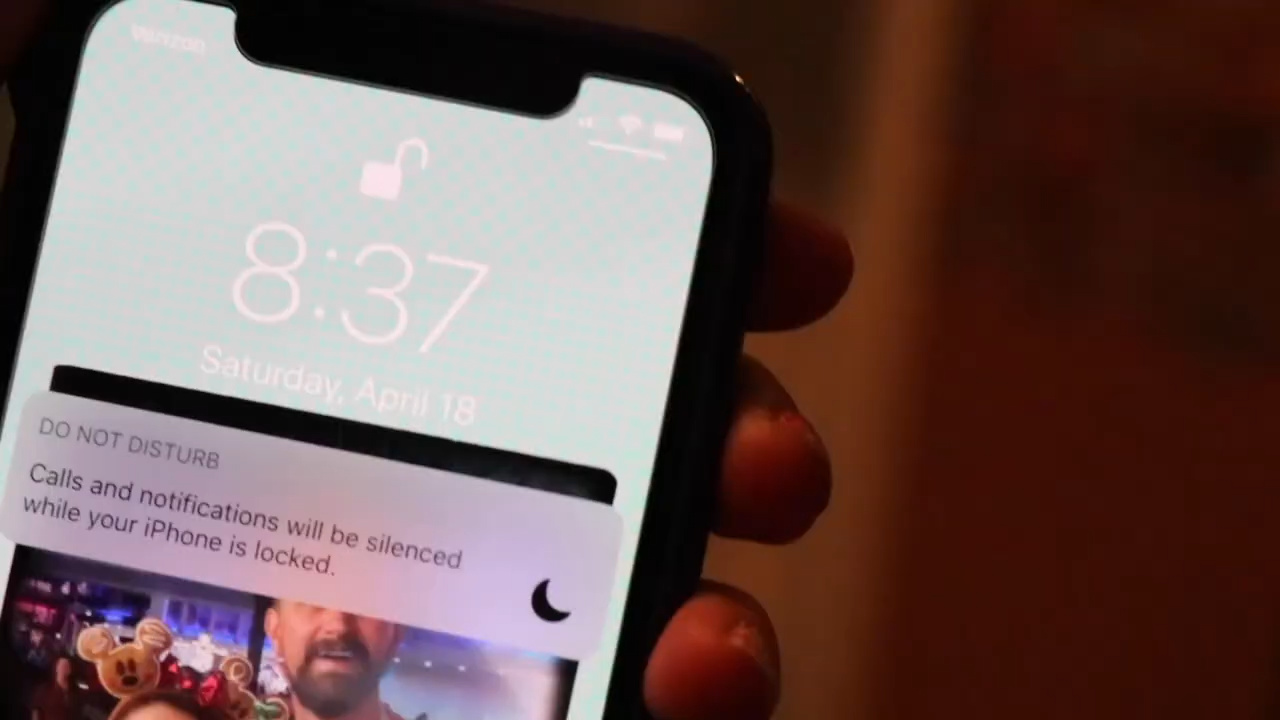 Verizon
8:37
Saturday, April 18
DO NOT DISTURB
Calls and notifications will be silenced
while your iPhone is locked.